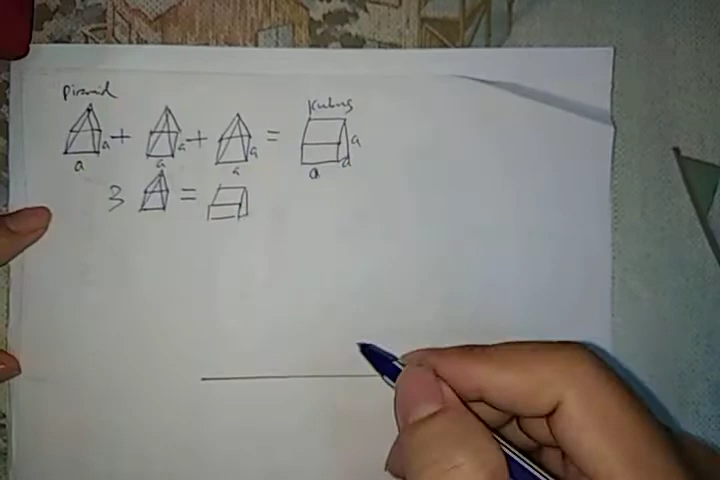 Piramid Kubus
a a + a a + a a = a a a
3 =